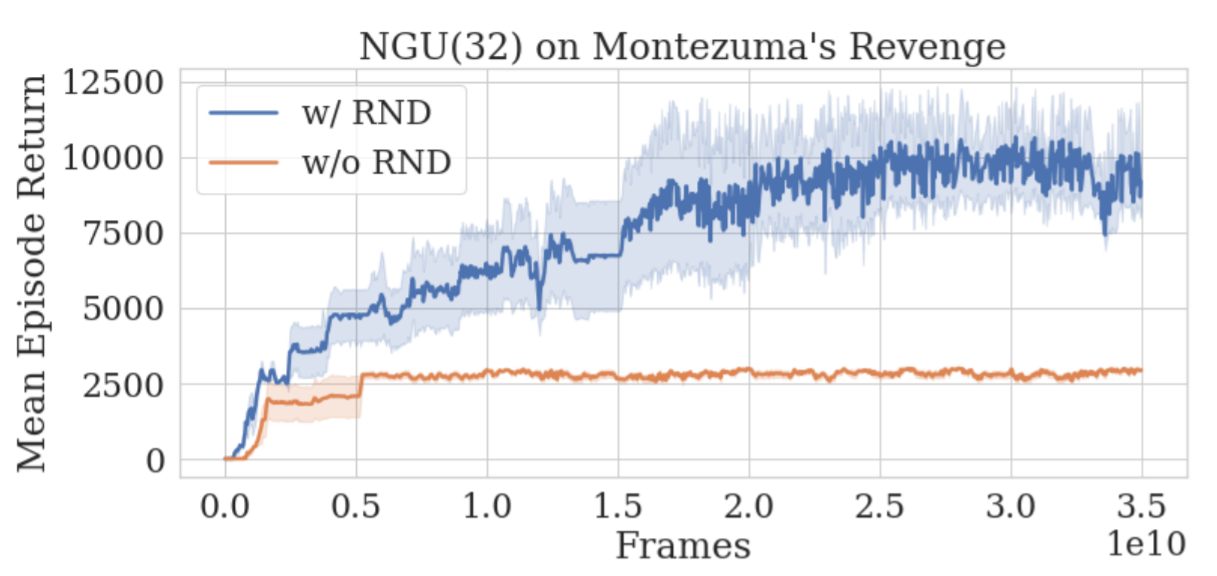 NGU(32) on Montezuma's Revenge
Mean Episode Return
12500
10000
7500
5000
2500
0
w/ RND
w/o RND
0.0 0.5 1.0 1.5 2.0 2.5 3.0 3.5
Frames
1e10